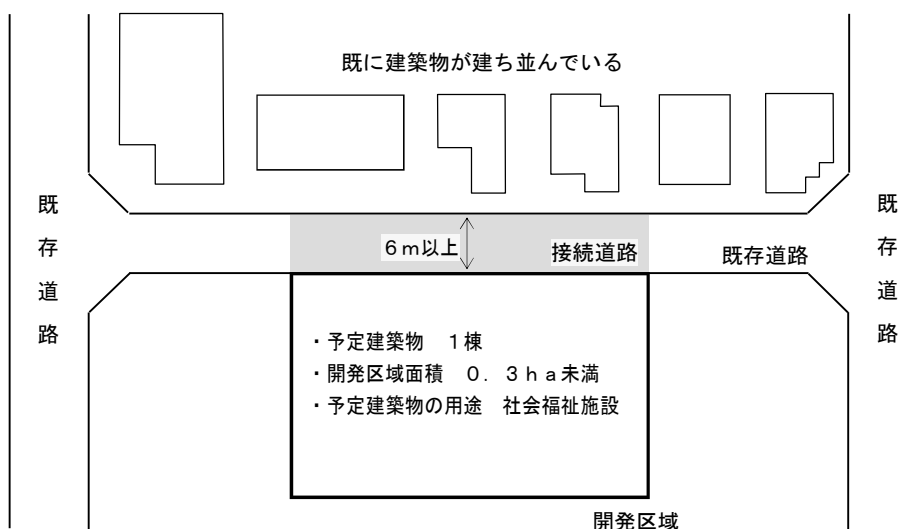 既に建築物が建ち並んでいる
既存道路
既存道路
6m以上
接続道路
既存道路
・予定建築物 1棟
・開発区域面積 0.3ha未満
・予定建築物の用途 社会福祉施設
開発区域